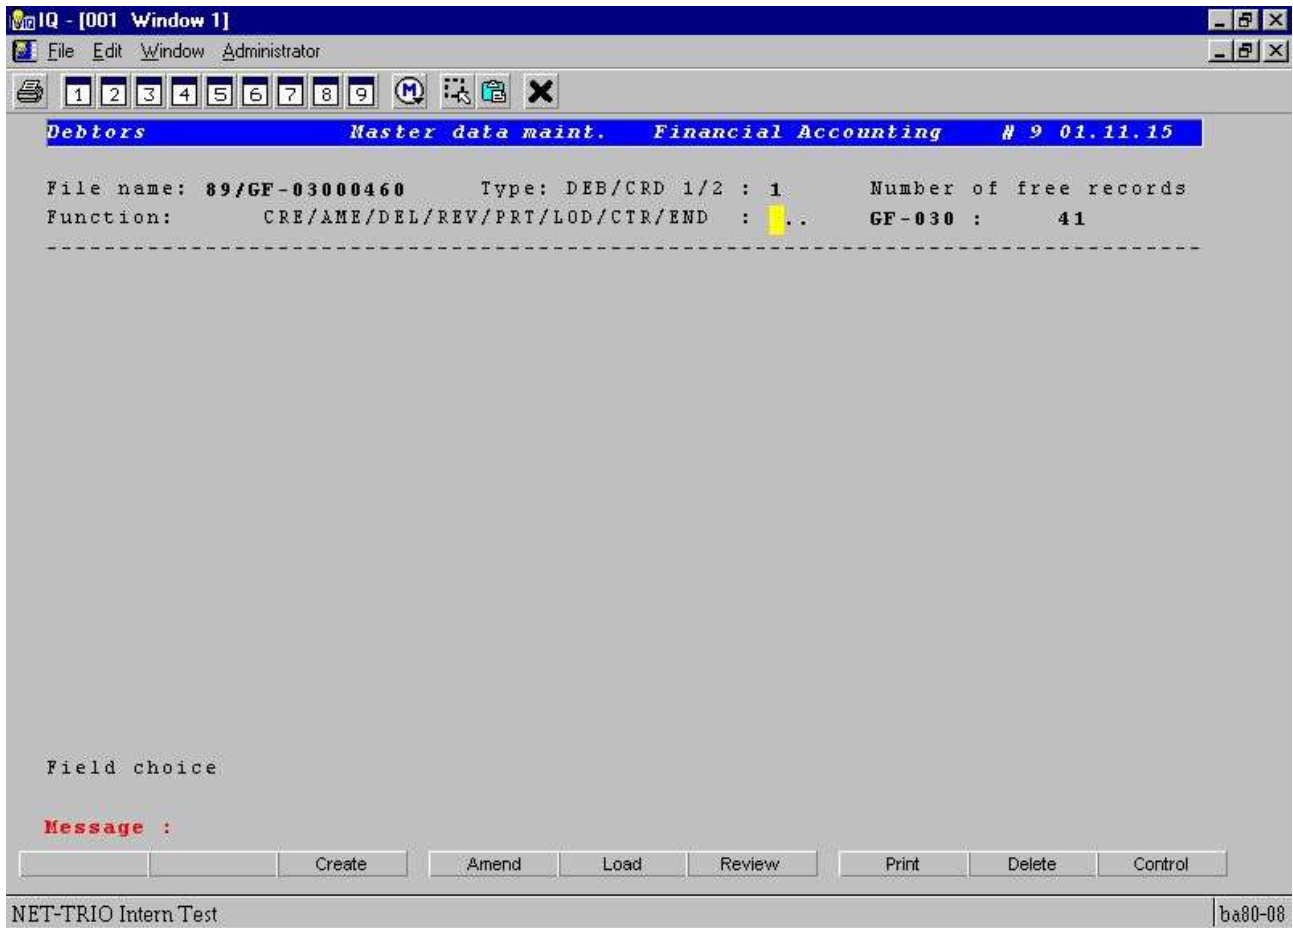 IQ - [001 Window 1]
File Edit Window Administrator
1 2 3 4 5 6 7 8 9 M
Debtors Master data maint. Financial Accounting # 9 01.11.15
File name: 89/GF-03000460 Type: DEB/CRD 1/2 : 1 Number of free records
Function: CRE/AME/DEL/REV/PRT/LOD/CTR/END : .. GF-030 : 41
Field choice
Message :
Create Amend Load Review Print Delete Control
NET-TRIO Intern Test ba80-08